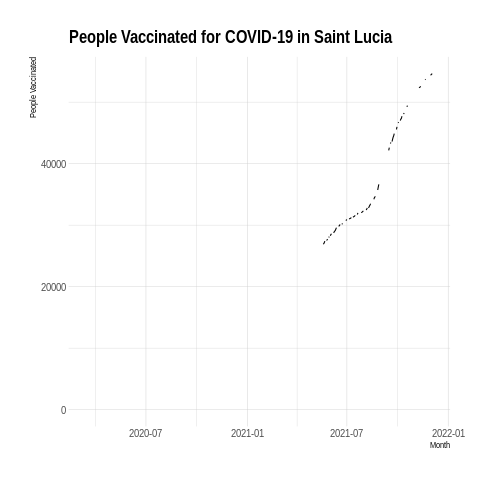 People Vaccinated for COVID-19 in Saint Lucia
People Vaccinated
40000
20000
0
2020-07
2021-01
2021-07
2022-01
Month